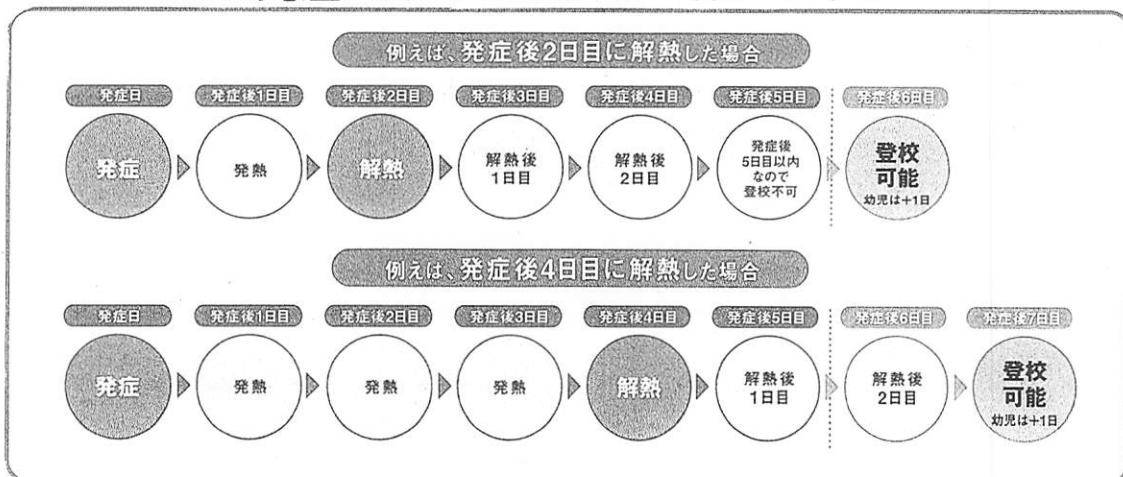 例えば、発症後2日目に解熱した場合
発症日
発症後1日目
発症後2日目
発症後3日目
発症後4日目
発症後5日目
発症後6日目
発症
発熱
解熱
解熱後
1日目
解熱後
2日目
発症後
5日目以内
なので
登校不可
登校
可能
幼児は+1日
例えば、発症後4日目に解熱した場合
発症日
発症後1日目
発症後2日目
発症後3日目
発症後4日目
発症後5日目
発症後6日目
発症後7日目
発症
発熱
発熱
発熱
解熱
解熱後
1日目
解熱後
2日目
登校
可能
幼児は+1日